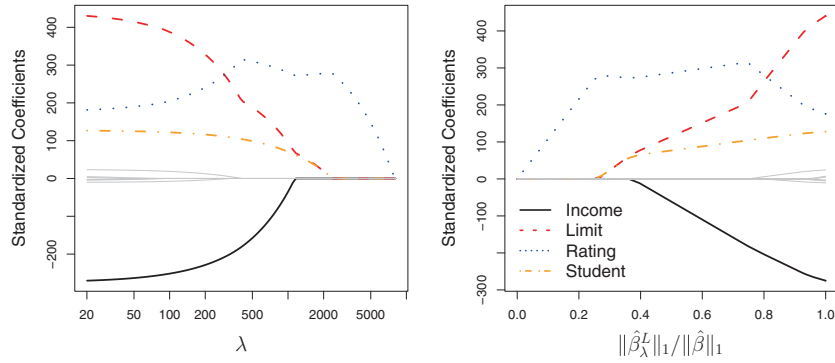 Standardized Coefficients
400
300
200
100
0
−200
20 50 100 200 500 2000 5000
λ
Standardized Coefficients
400
300
200
100
0
−100
−300
Income
Limit
Rating
Student
0.0 0.2 0.4 0.6 0.8 1.0
‖β̂λᴸ‖₁/‖β̂‖₁